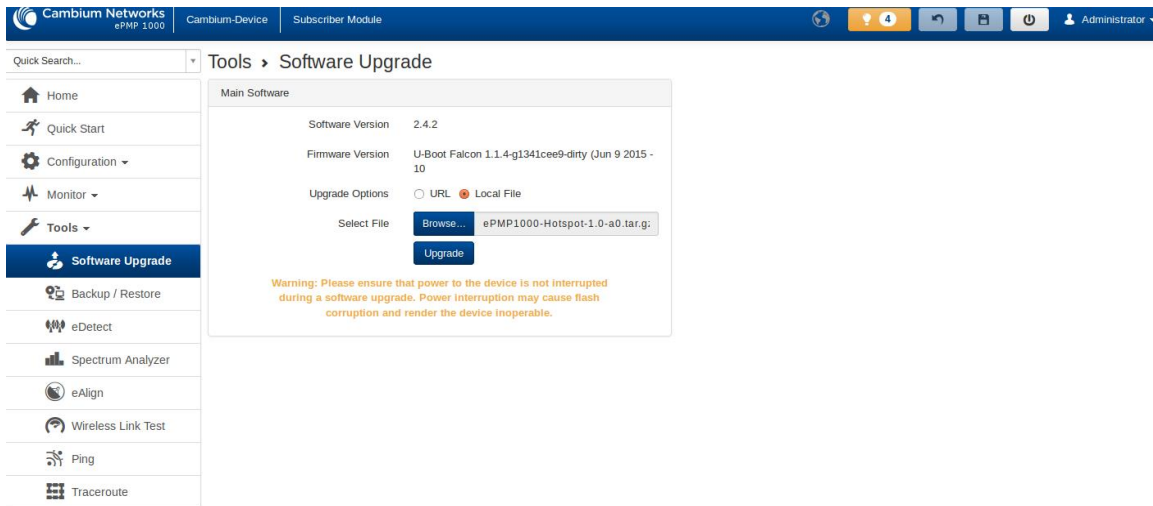 Cambium Networks
ePMP 1000
Cambium-Device
Subscriber Module
4
Administrator
Quick Search...
Tools › Software Upgrade
Home
Quick Start
Configuration
Monitor
Tools
Software Upgrade
Backup / Restore
eDetect
Spectrum Analyzer
eAlign
Wireless Link Test
Ping
Traceroute
Main Software
Software Version 2.4.2
Firmware Version U-Boot Falcon 1.1.4-g1341cee9-dirty (Jun 9 2015 -
10
Upgrade Options URL Local File
Select File Browse... ePMP1000-Hotspot-1.0-a0.tar.g
Upgrade
Warning: Please ensure that power to the device is not interrupted
during a software upgrade. Power interruption may cause flash
corruption and render the device inoperable.